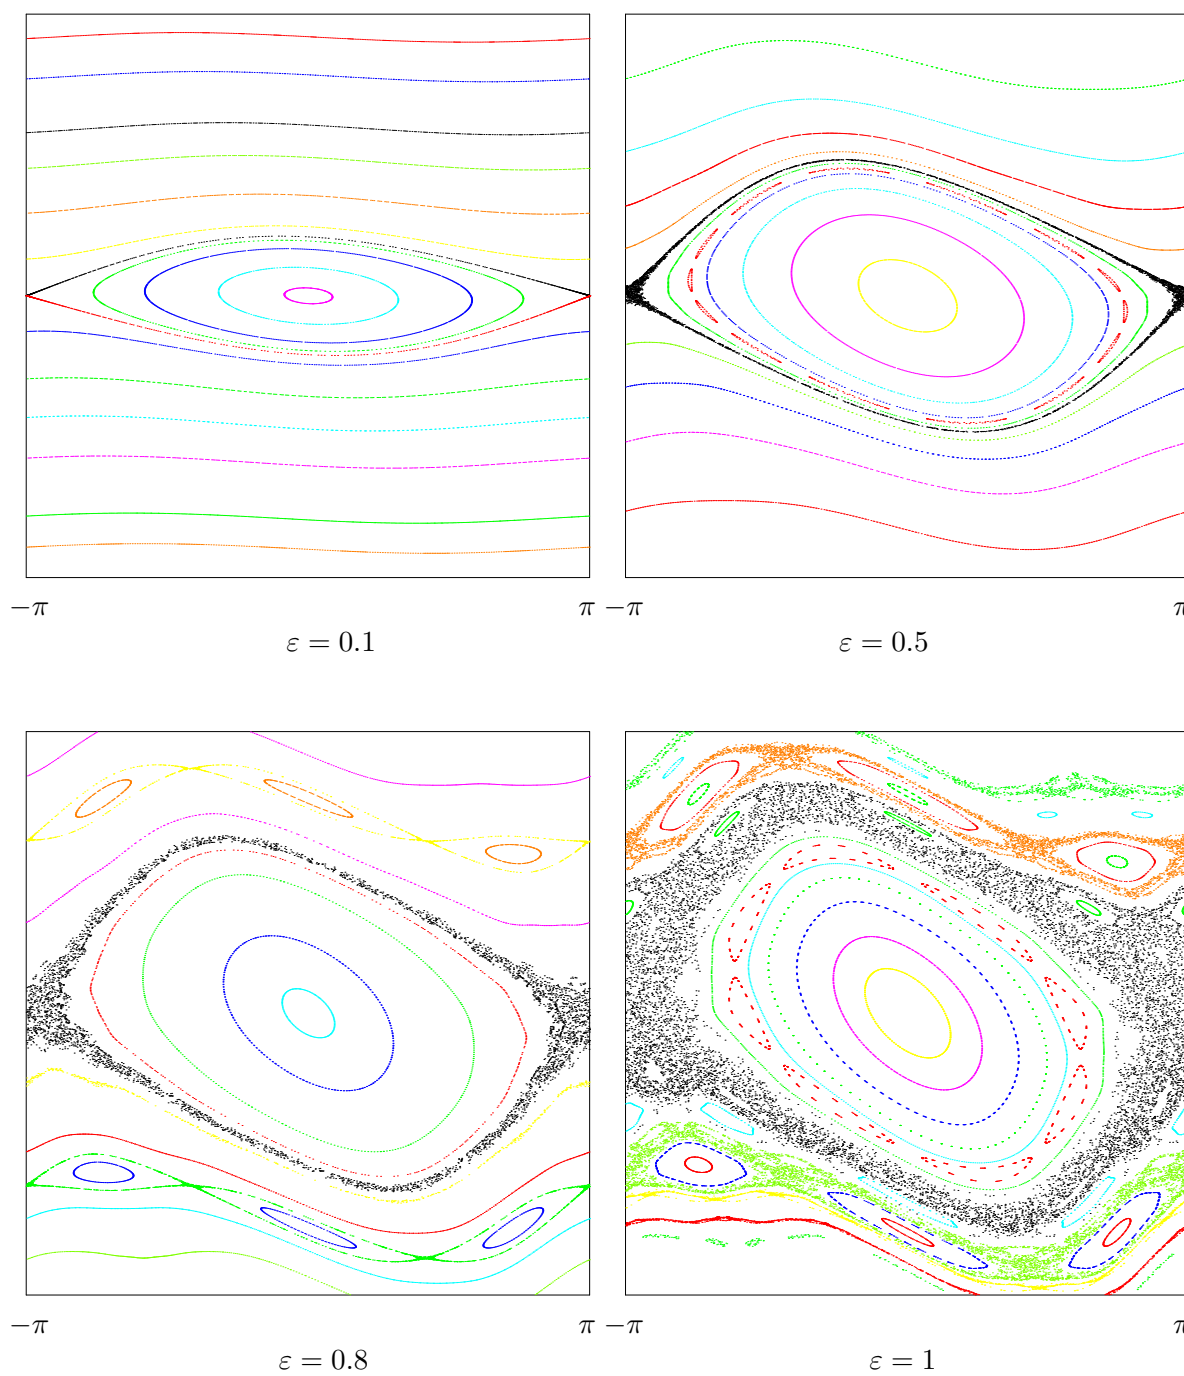 −π π −π π
ε = 0.1 ε = 0.5
−π π −π π
ε = 0.8 ε = 1